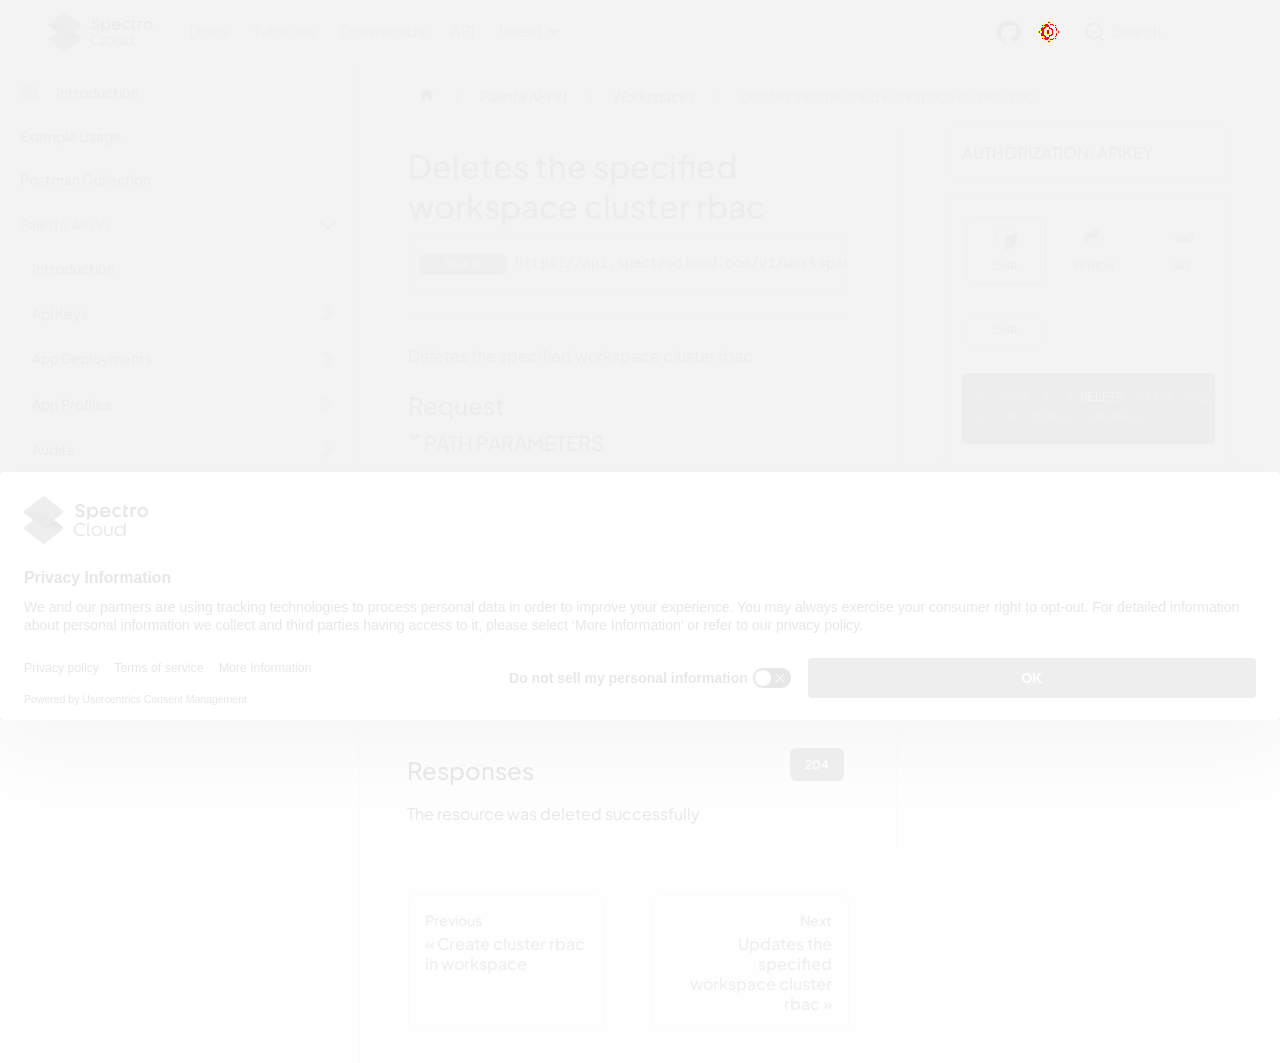 Spectro Cloud
Docs Tutorials Downloads API latest
Search
Introduction
Palette API V1 Workspaces Deletes the specified workspace cluster rbac
Example Usage
Postman Collection
Palette API V1
Introduction
Api Keys
App Deployments
App Profiles
Audits
Deletes the specified
workspace cluster rbac
https://api.spectrocloud.com/v1/workspac
Deletes the specified workspace cluster rbac
Request
PATH PARAMETERS
AUTHORIZATION: APIKEY
CURL PYTHON GO
CURL
DELETE
Spectro
Cloud
Privacy Information
We and our partners are using tracking technologies to process personal data in order to improve your experience. You may always exercise your consumer right to opt-out. For detailed information
about personal information we collect and third parties having access to it, please select ‘More Information’ or refer to our privacy policy.
Privacy policy Terms of service More Information
Do not sell my personal information
OK
Powered by Usercentrics Consent Management
Responses
204
The resource was deleted successfully
Previous
« Create cluster rbac
in workspace
Next
Updates the
specified
workspace cluster
rbac »